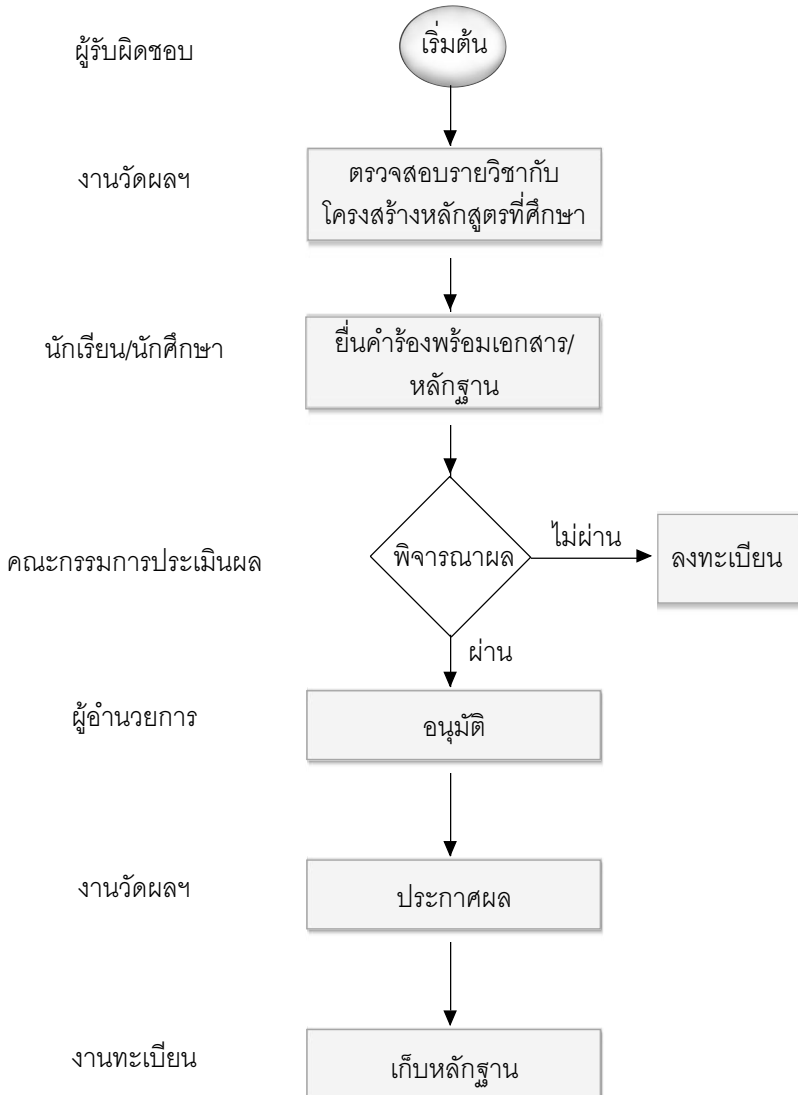 ผู้รับผิดชอบ
เริ่มต้น
งานวัดผลฯ
ตรวจสอบรายวิชากับ
โครงสร้างหลักสูตรที่ศึกษา
นักเรียน/นักศึกษา
ยื่นคำร้องพร้อมเอกสาร/
หลักฐาน
คณะกรรมการประเมินผล
พิจารณาผล
ไม่ผ่าน
ลงทะเบียน
ผ่าน
ผู้อำนวยการ
อนุมัติ
งานวัดผลฯ
ประกาศผล
งานทะเบียน
เก็บหลักฐาน